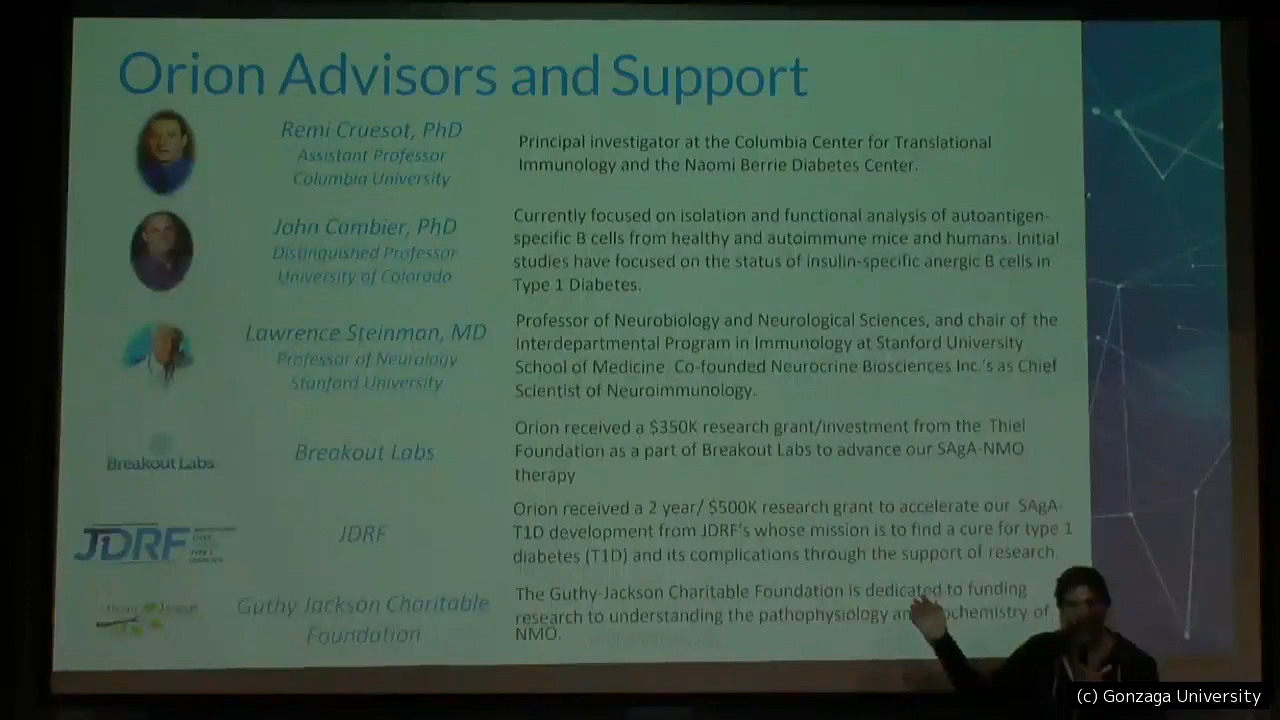 Orion Advisors and Support
Remi Cruesot, PhD
Assistant Professor
Columbia University
Principal investigator at the Columbia Center for Translational
Immunology and the Naomi Berrie Diabetes Center.
John Cambier, PhD
Distinguished Professor
University of Colorado
Currently focused on isolation and functional analysis of autoantigen-
specific B cells from healthy and autoimmune mice and humans. Initial
studies have focused on the status of insulin-specific anergic B cells in
Type 1 Diabetes.
Lawrence Steinman, MD
Professor of Neurology
Stanford University
Professor of Neurobiology and Neurological Sciences, and chair of the
Interdepartmental Program in Immunology at Stanford University
School of Medicine Co-founded Neurocrine Biosciences Inc.'s as Chief
Scientist of Neuroimmunology.
Breakout Labs
Breakout Labs
Orion received a $350K research grant/investment from the Thiel
Foundation as a part of Breakout Labs to advance our SAgA-NMO
therapy
JDRF
JDRF
Orion received a 2 year/ $500K research grant to accelerate our SAgA-
T1D development from JDRF's whose mission is to find a cure for type 1
diabetes (T1D) and its complications through the support of research.
Guthy Jackson Charitable
Foundation
The Guthy-Jackson Charitable Foundation is dedicated to funding
research to understanding the pathophysiology of
NMO.
(c) Gonzaga University